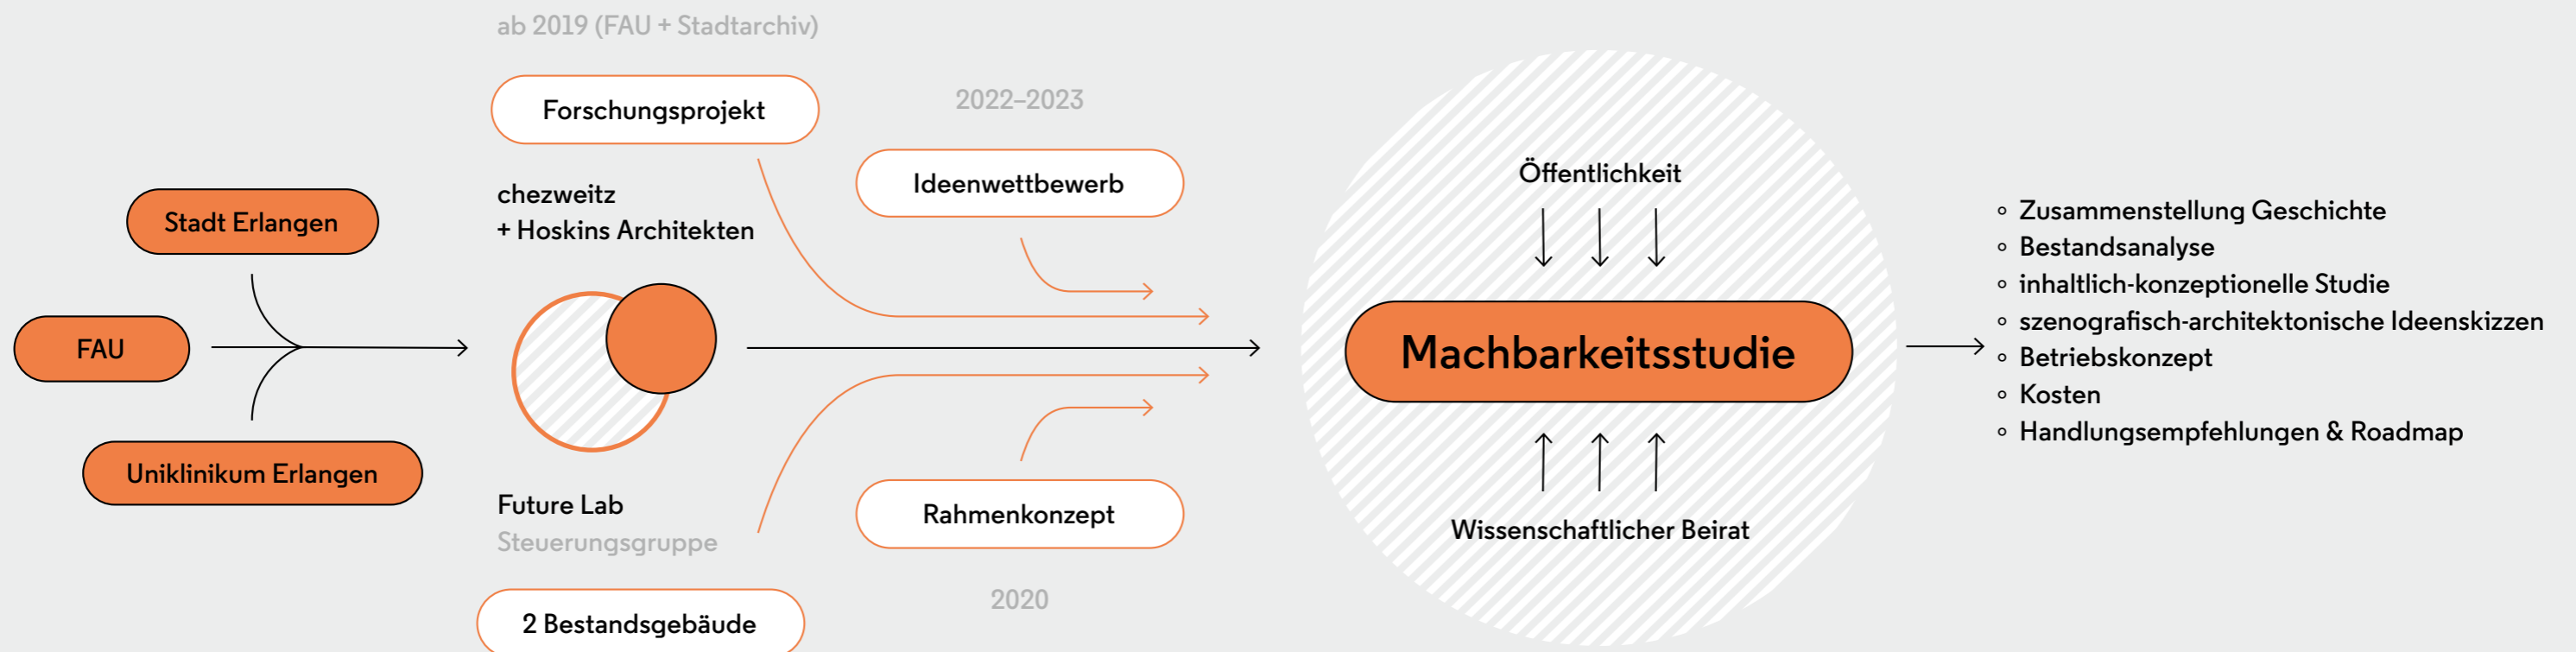 ab 2019 (FAU + Stadtarchiv)
Forschungsprojekt
2022–2023
Ideenwettbewerb
Stadt Erlangen
FAU
Uniklinikum Erlangen
chezweitz
+ Hoskins Architekten
Future Lab
Steuerungsgruppe
2 Bestandsgebäude
Rahmenkonzept
2020
Öffentlichkeit
Machbarkeitsstudie
Wissenschaftlicher Beirat
∘ Zusammenstellung Geschichte
∘ Bestandsanalyse
∘ inhaltlich-konzeptionelle Studie
∘ szenografisch-architektonische Ideenskizzen
∘ Betriebskonzept
∘ Kosten
∘ Handlungsempfehlungen & Roadmap